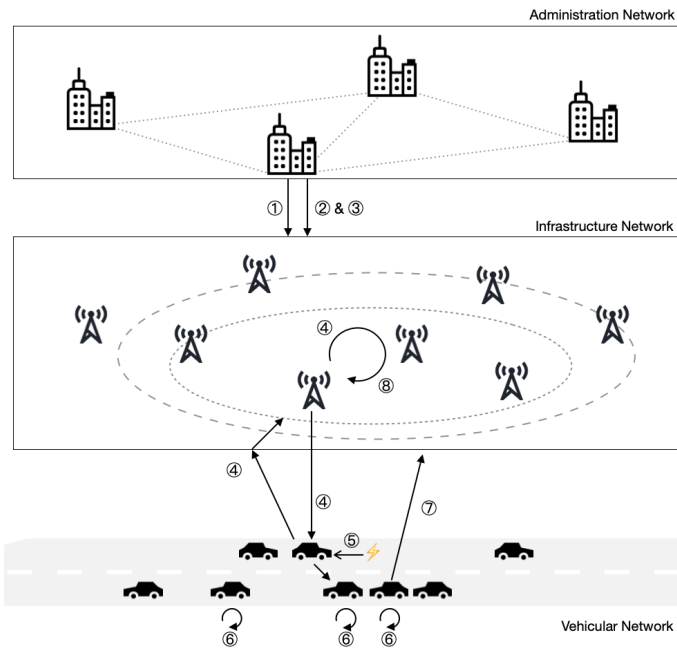 Administration Network
① ② & ③
Infrastructure Network
④
⑧
④
④
⑦
⑤
⑥ ⑥ ⑥
Vehicular Network